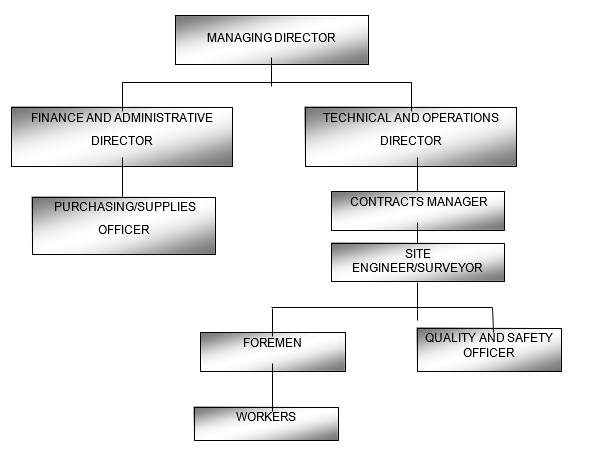 MANAGING DIRECTOR
FINANCE AND ADMINISTRATIVE
DIRECTOR
TECHNICAL AND OPERATIONS
DIRECTOR
PURCHASING/SUPPLIES
OFFICER
CONTRACTS MANAGER
SITE
ENGINEER/SURVEYOR
FOREMEN
QUALITY AND SAFETY
OFFICER
WORKERS